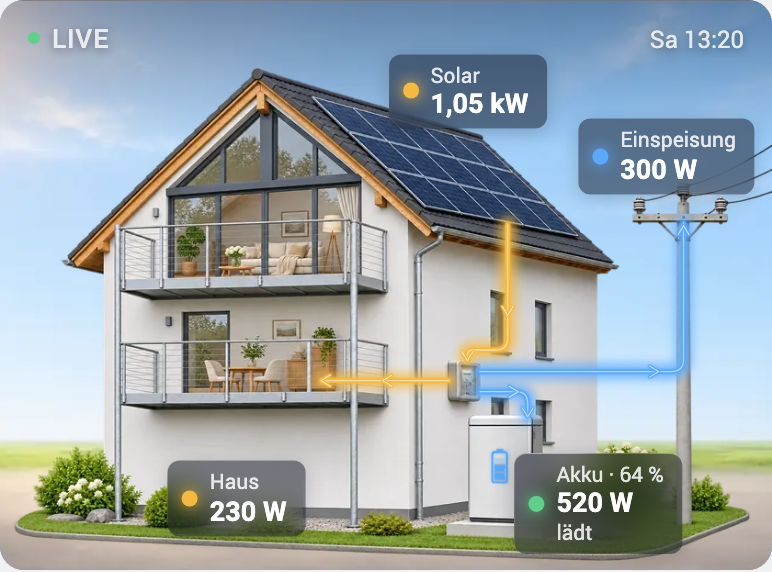 LIVE
Sa 13:20
Solar
1,05 kW
Einspeisung
300 W
Haus
230 W
Akku · 64 %
520 W
lädt